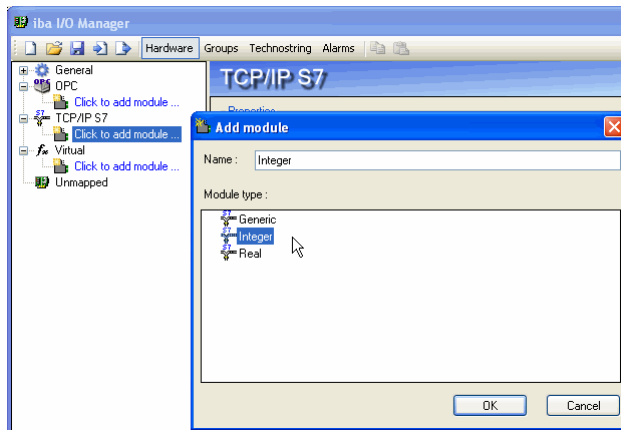 iba I/O Manager
Hardware Groups Technostring Alarms
General
OPC
Click to add module ...
TCP/IP S7
Click to add module ...
Virtual
Click to add module ...
Unmapped
TCP/IP S7
Properties
Add module
Name : Integer
Module type :
Generic
Integer
Real
OK Cancel